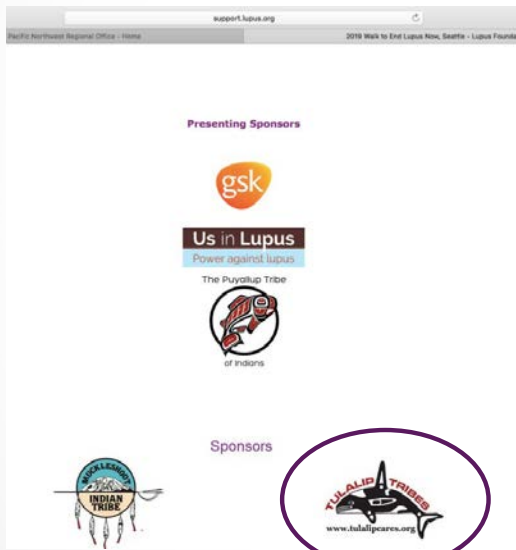 support.lupus.org
Pacific Northwest Regional Office - Home
2019 Walk to End Lupus Now, Seattle - Lupus Founda
Presenting Sponsors
gsk
Us in Lupus
Power against lupus
The Puyallup Tribe
of Indians
Sponsors
MUCKLESHOOT
INDIAN
TRIBE
TULALIP TRIBES
www.tulalipcares.org